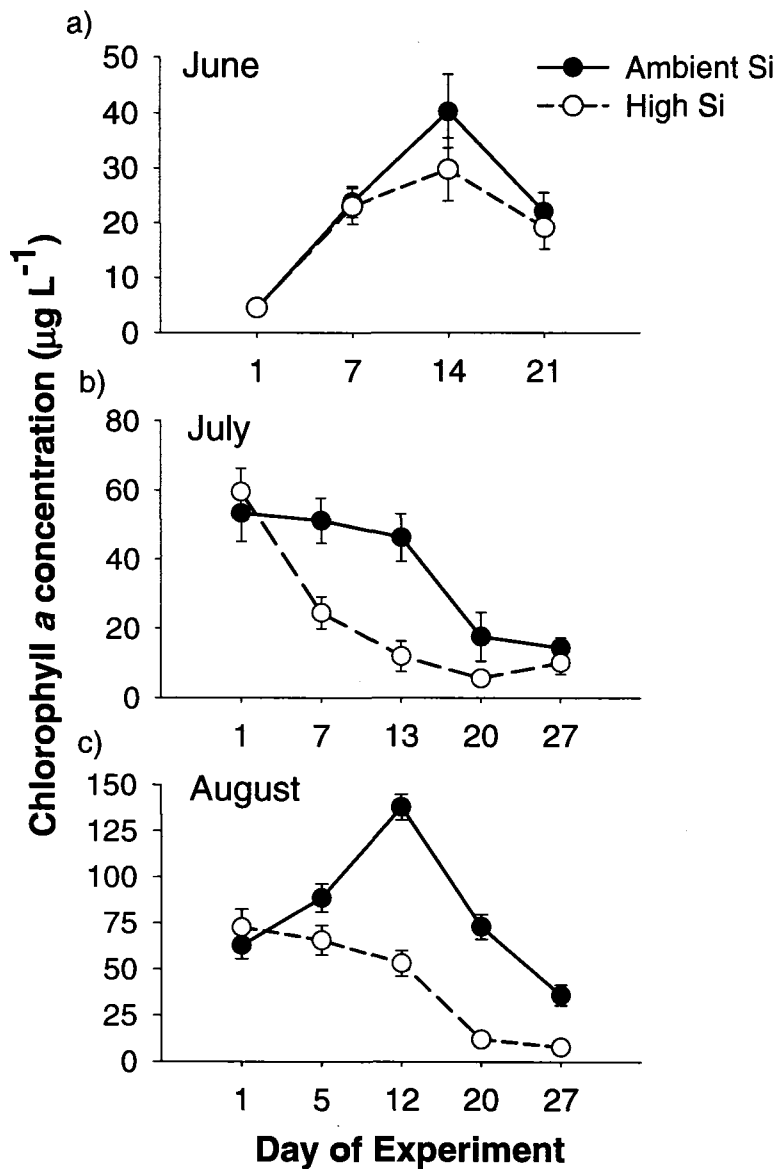 a)
June
Ambient Si
High Si
50
40
30
20
10
0
1 7 14 21
b)
July
80
60
40
20
0
1 7 13 20 27
c)
August
150
125
100
75
50
25
0
1 5 12 20 27
Chlorophyll a concentration (µg L⁻¹)
Day of Experiment